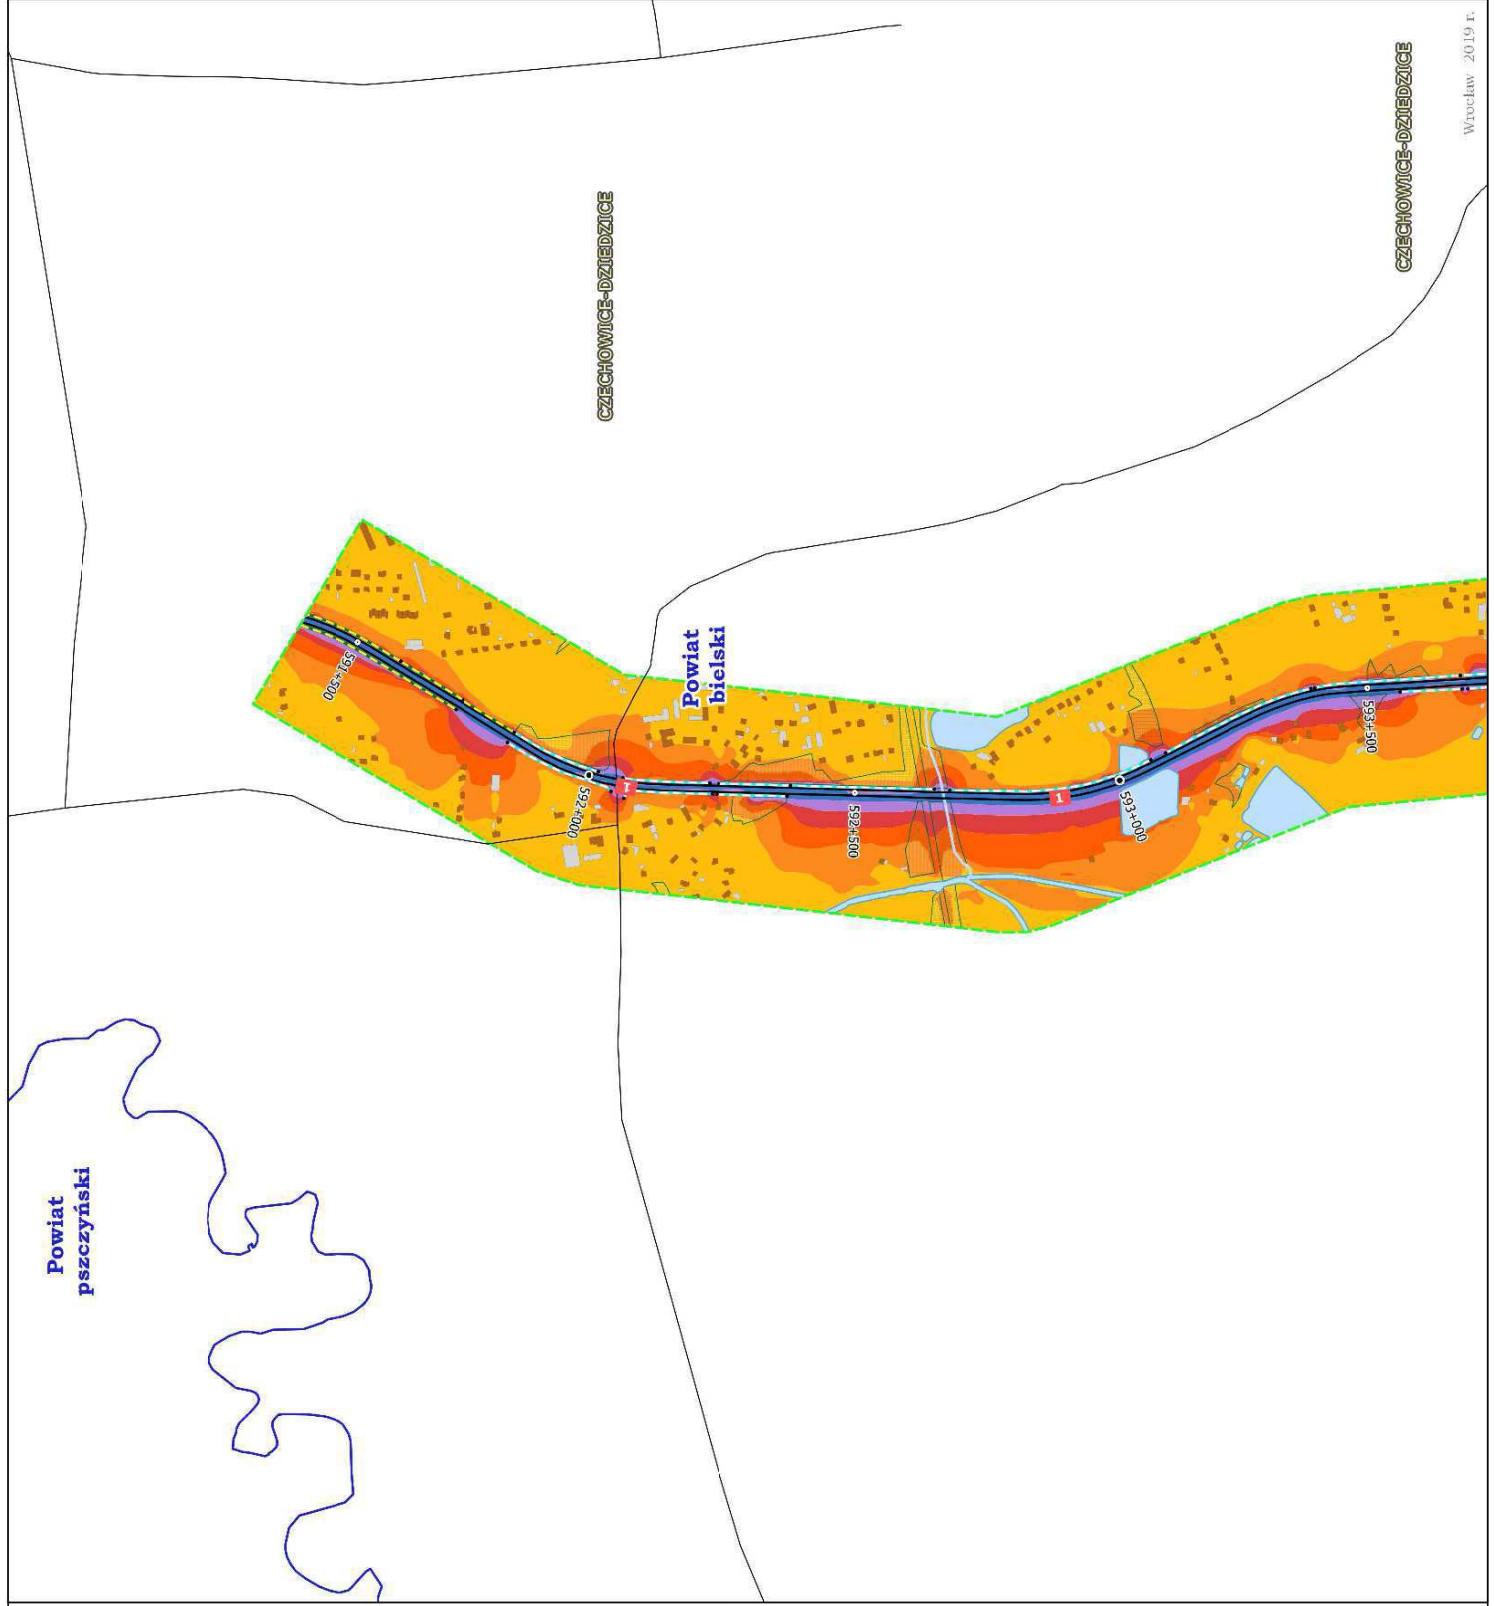 Wrocław 2019 r.
CZECHOWICE-DZIEDZICE
CZECHOWICE-DZIEDZICE
Powiat
bielski
591+500
592+000
1
592+500
1
593+000
593+500
Powiat
pszczyński